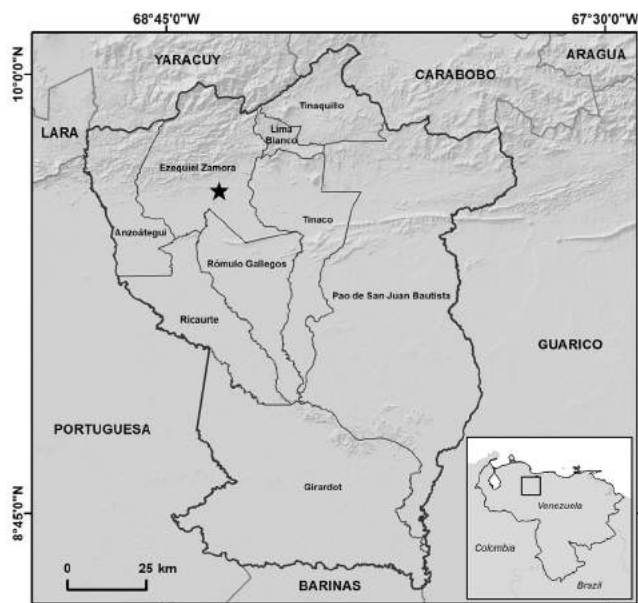 68°45'0"W
67°30'0"W
10°0'0"N
YARACUY
ARAGUA
CARABOBO
Tinaquillo
LARA
Lima
Blanco
Ezequiel Zamora
Anzoátegui
Tinaco
Rómulo Gallegos
Pao de San Juan Bautista
Ricaurte
GUARICO
PORTUGUESA
Girardot
8°45'0"N
0
25
km
BARINAS
Venezuela
Colombia
Brazil